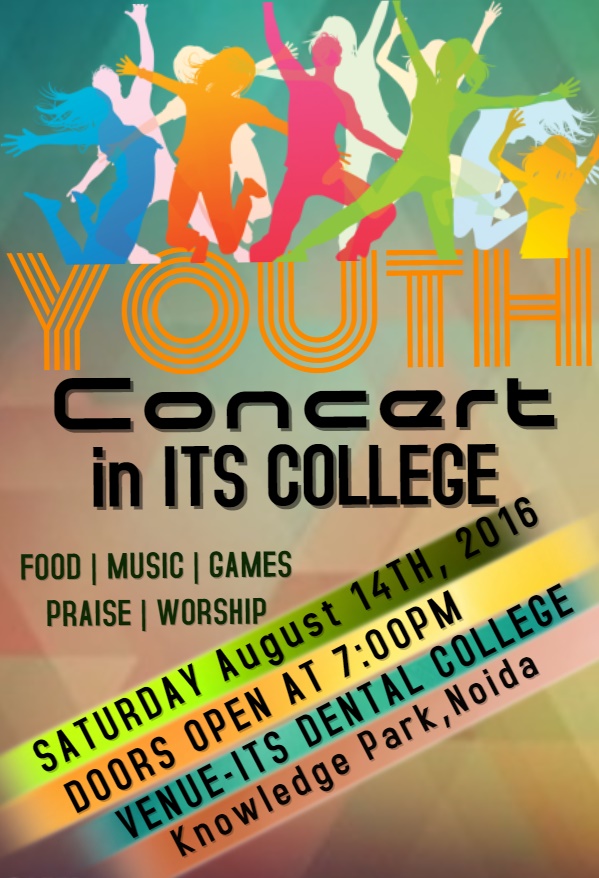 YOUTH
Concert
in ITS COLLEGE
FOOD | MUSIC | GAMES
PRAISE | WORSHIP
SATURDAY August 14TH, 2016
DOORS OPEN AT 7:00PM
VENUE-ITS DENTAL COLLEGE
Knowledge Park,Noida